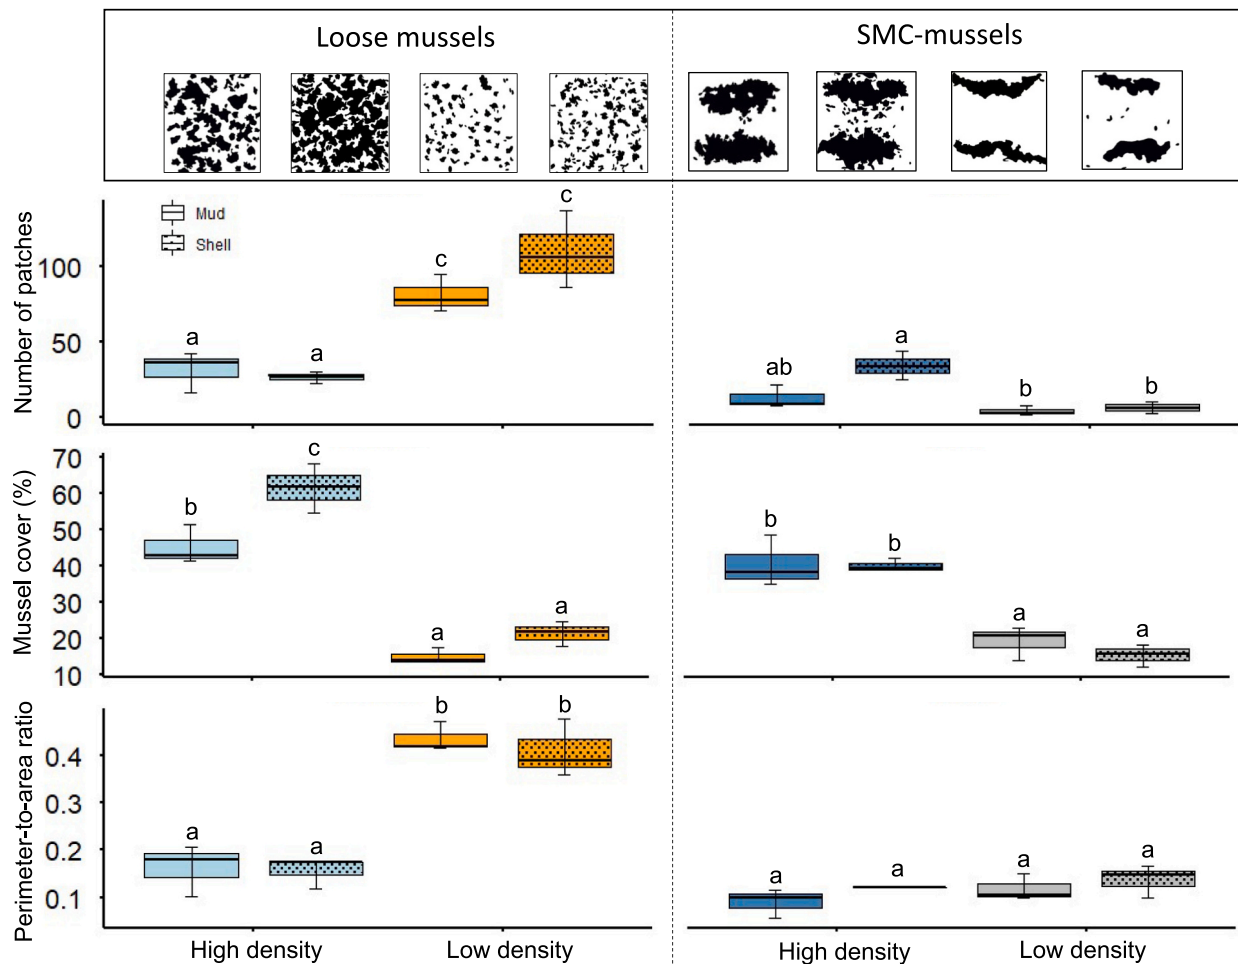 Loose mussels
SMC-mussels
Number of patches
100
50
0
Mud
Shell
a
a
c
c
ab
a
b
b
Mussel cover (%)
70
60
50
40
30
20
10
b
c
a
a
b
b
a
a
Perimeter-to-area ratio
0.4
0.3
0.2
0.1
a
a
b
b
a
a
a
a
High density
Low density
High density
Low density